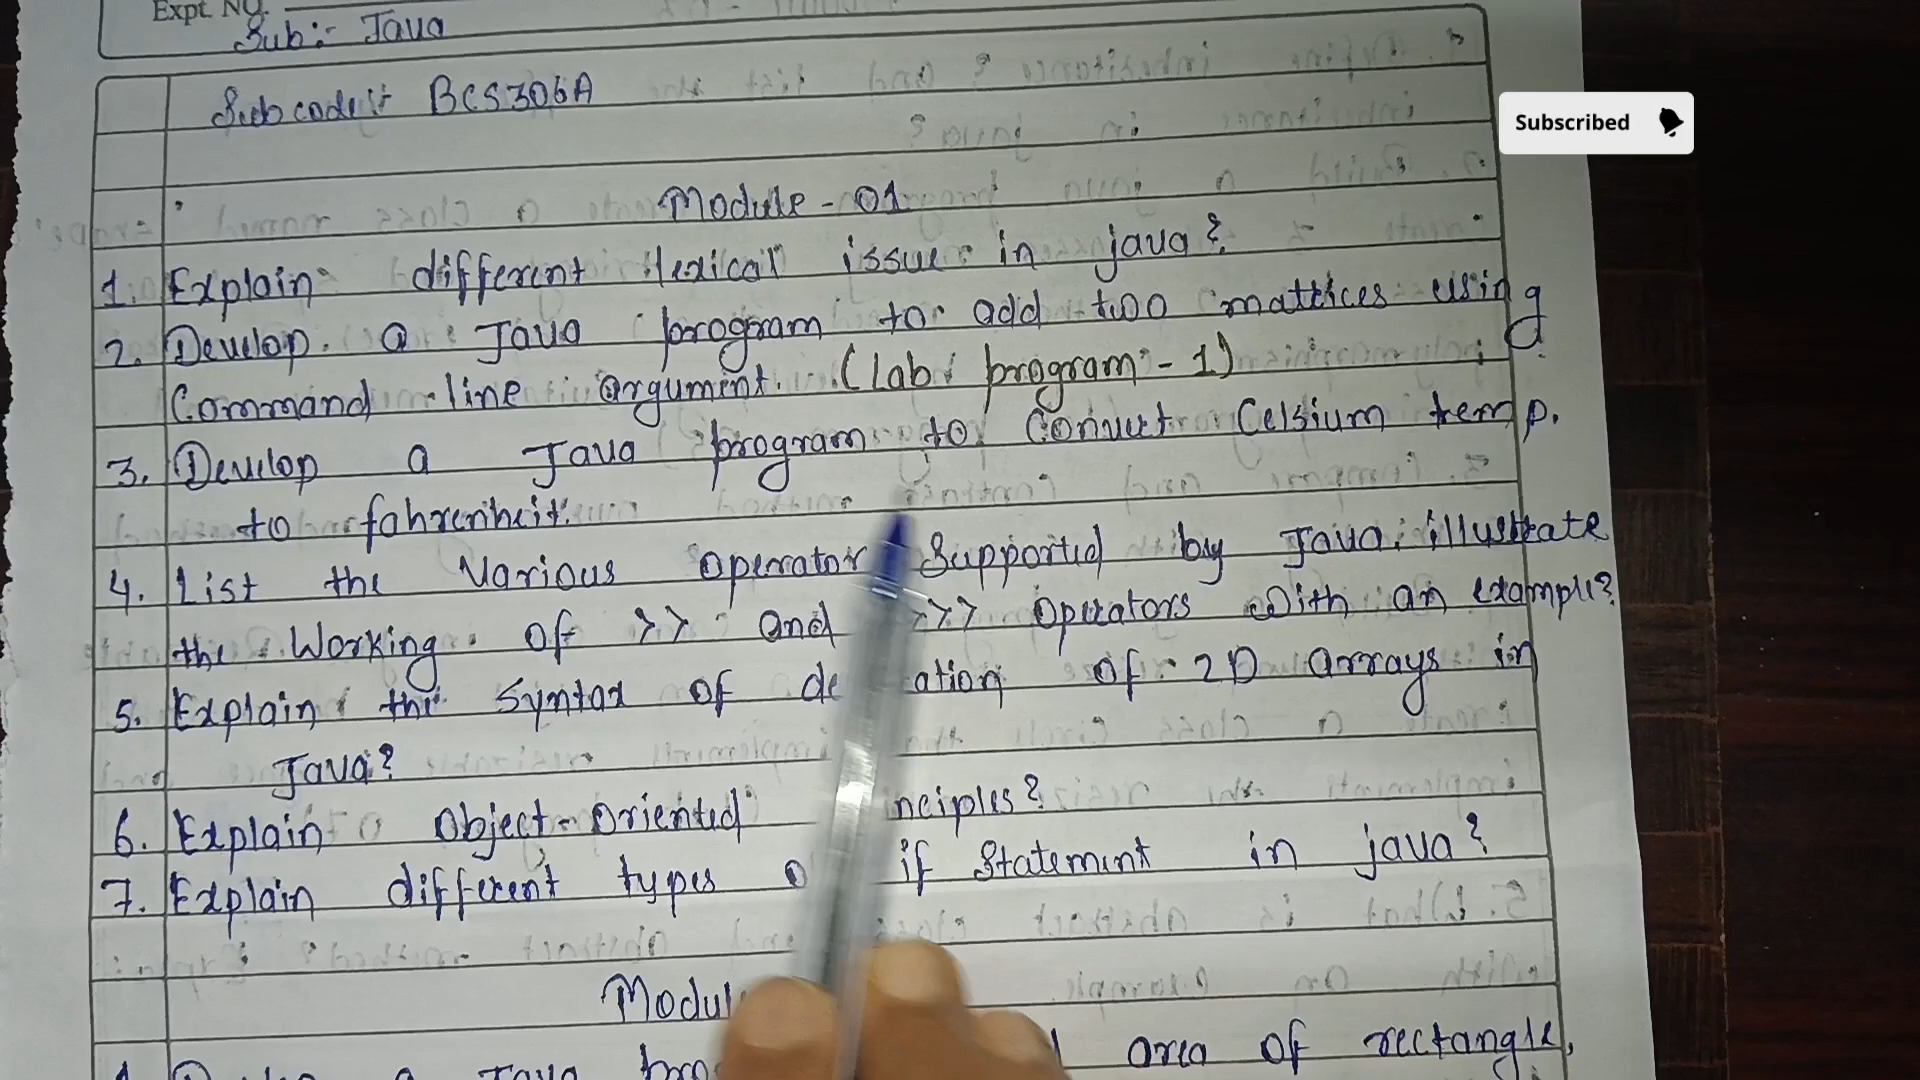 Expt. No.
Sub:- Java
Sub code:- BCS306A
Subscribed
Module - 01
1. Explain different lexical issue in java?
2. Develop a Java program to add two matrices using
Command line argument. (lab program - 1)
3. Develop a Java program to Convert Celsium temp.
to fahrenheit.
4. List the Various operator Supported by Java. illustrate
the Working of >> and >>> operators with an example?
5. Explain the Syntax of de ation of 2D arrays in
Java?
6. Explain Object-oriented nciples?
7. Explain different types o if Statement in java?
Modul
a Java area of rectangle,